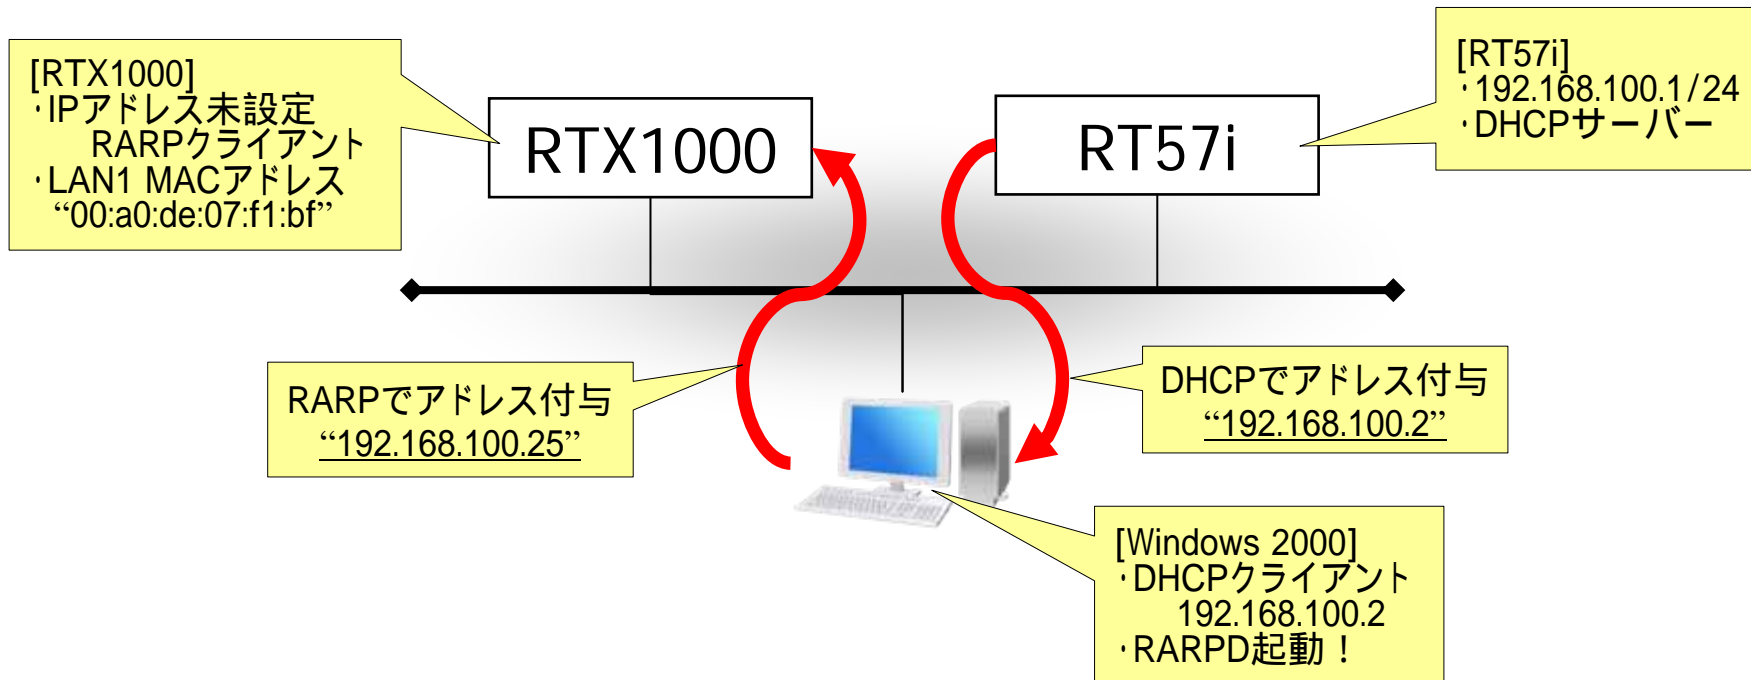 [RTX1000]
・IPアドレス未設定
RARPクライアント
・LAN1 MACアドレス
“00:a0:de:07:f1:bf”
RTX1000
RT57i
[RT57i]
・192.168.100.1/24
・DHCPサーバー
RARPでアドレス付与
“192.168.100.25”
DHCPでアドレス付与
“192.168.100.2”
[Windows 2000]
・DHCPクライアント
192.168.100.2
・RARPD起動！